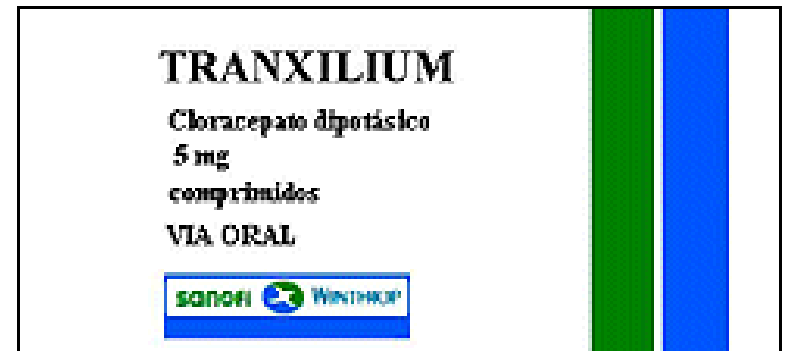 TRANXILIUM
Cloracepato dipotásico
5 mg
comprimidos
VIA ORAL
sanofi WINTHROP